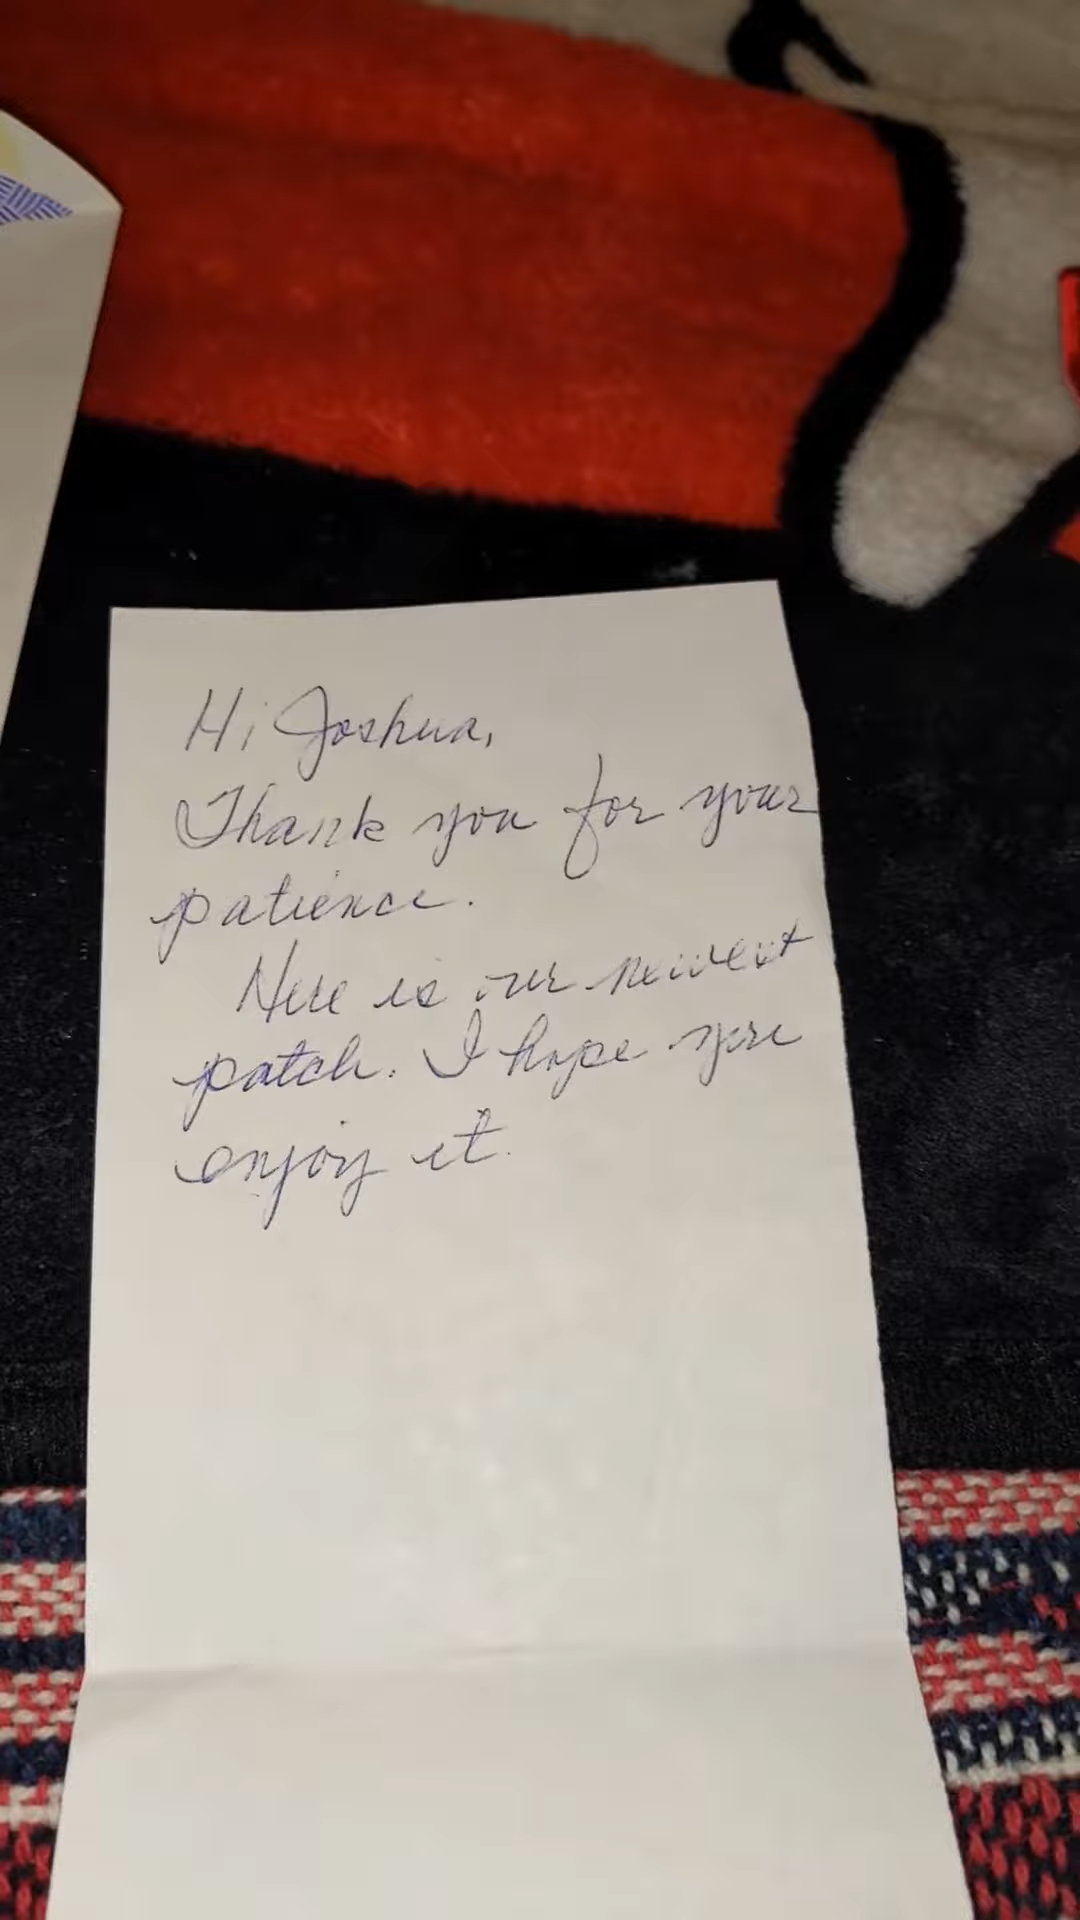 Hi Joshua,
Thank you for your
patience.
Here is our newest
patch. I hope you
enjoy it.